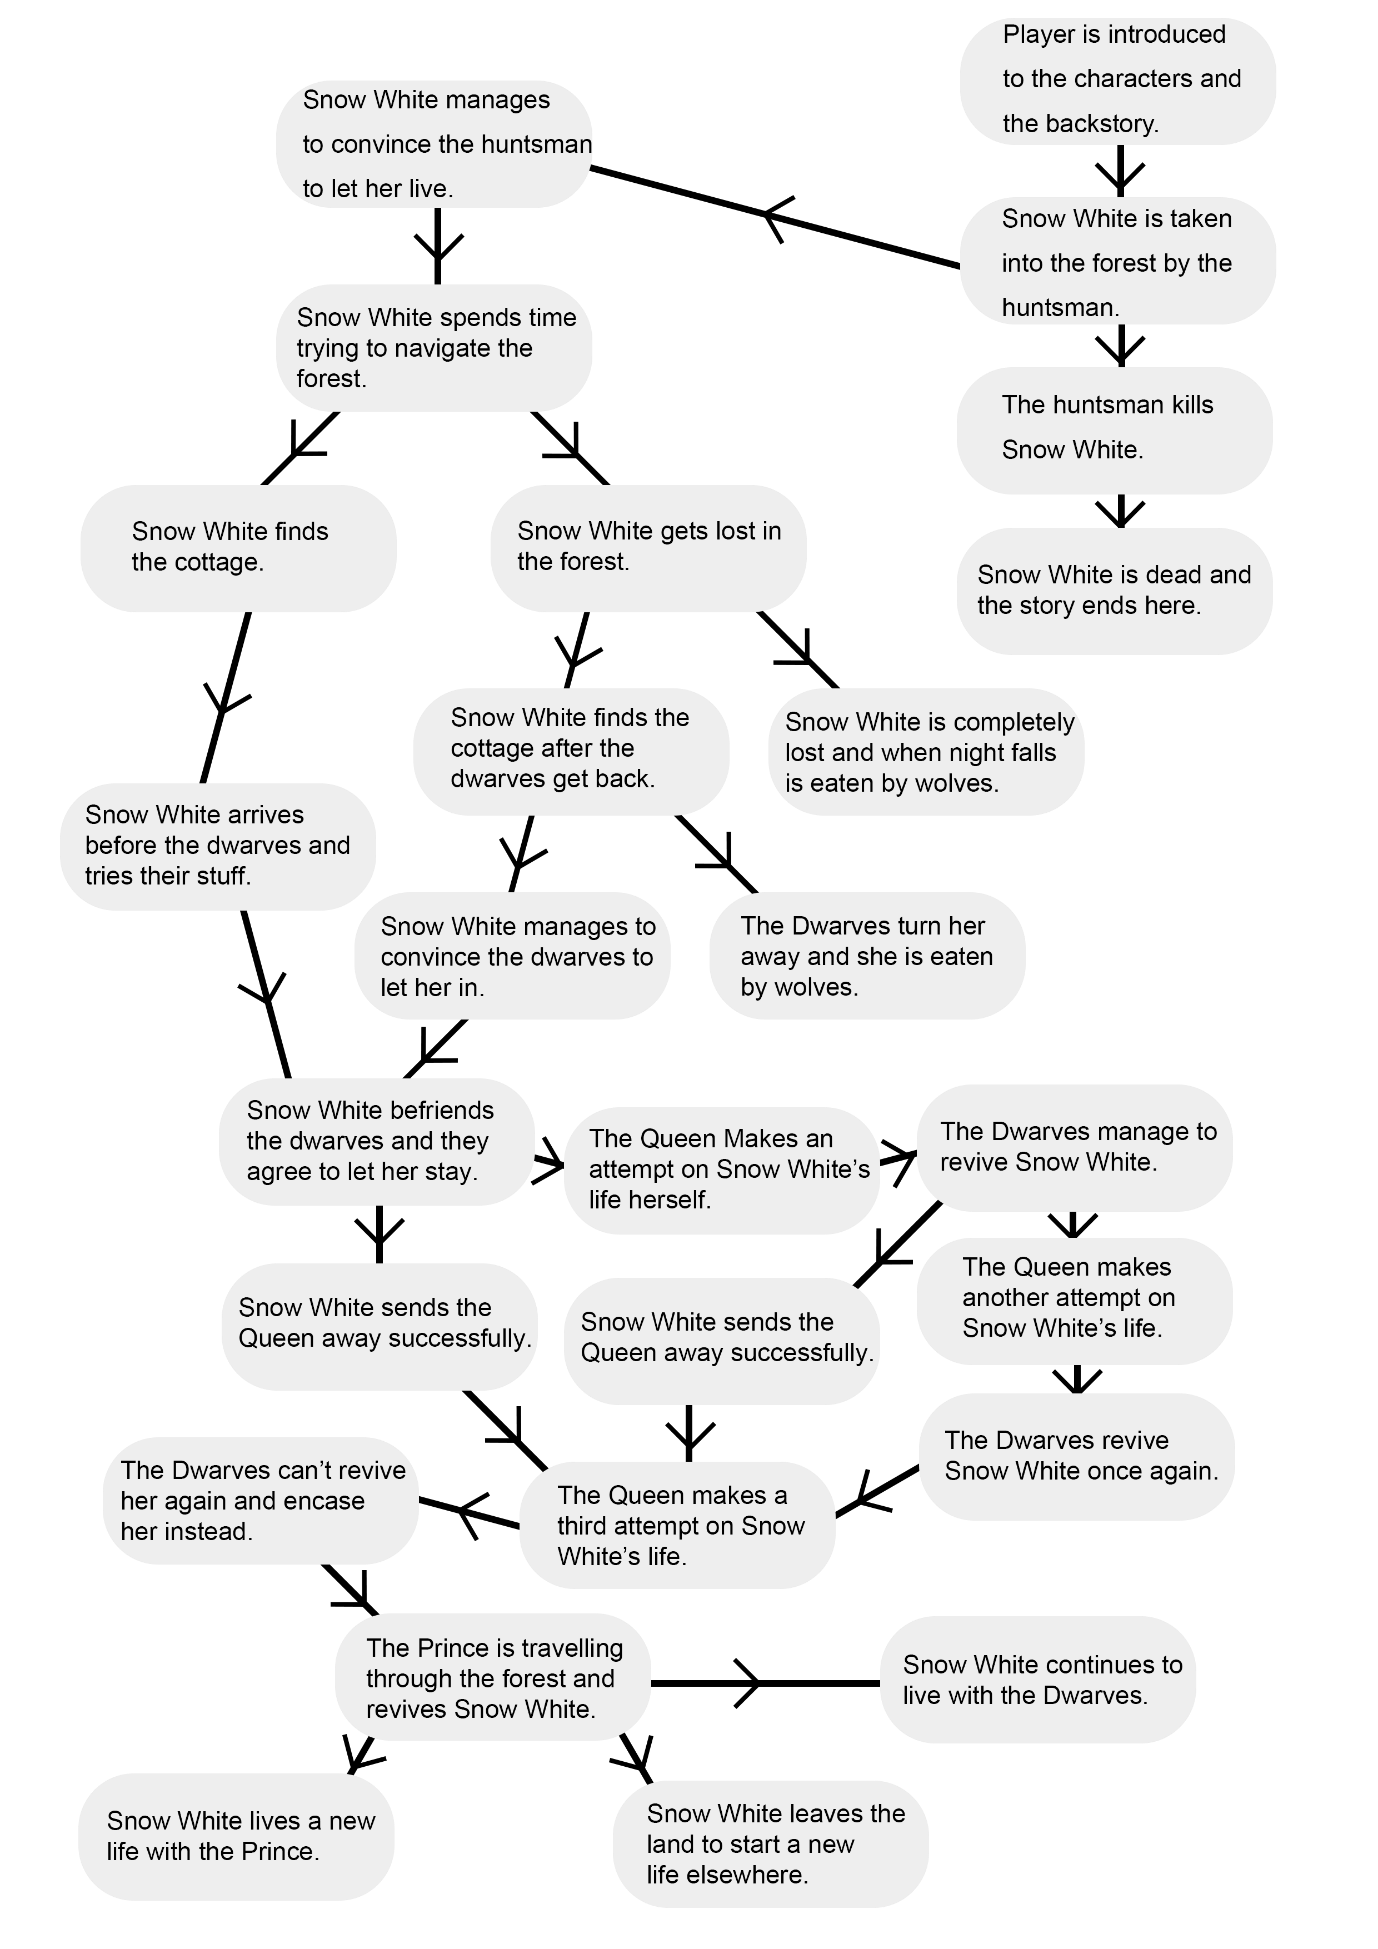 Player is introduced
to the characters and
the backstory.
Snow White manages
to convince the huntsman
to let her live.
Snow White is taken
into the forest by the
huntsman.
Snow White spends time
trying to navigate the
forest.
The huntsman kills
Snow White.
Snow White finds
the cottage.
Snow White gets lost in
the forest.
Snow White is dead and
the story ends here.
Snow White finds the
cottage after the
dwarves get back.
Snow White is completely
lost and when night falls
is eaten by wolves.
Snow White arrives
before the dwarves and
tries their stuff.
Snow White manages to
convince the dwarves to
let her in.
The Dwarves turn her
away and she is eaten
by wolves.
Snow White befriends
the dwarves and they
agree to let her stay.
The Queen Makes an
attempt on Snow White’s
life herself.
The Dwarves manage to
revive Snow White.
Snow White sends the
Queen away successfully.
Snow White sends the
Queen away successfully.
The Queen makes
another attempt on
Snow White’s life.
The Dwarves can’t revive
her again and encase
her instead.
The Queen makes a
third attempt on Snow
White’s life.
The Dwarves revive
Snow White once again.
The Prince is travelling
through the forest and
revives Snow White.
Snow White continues to
live with the Dwarves.
Snow White lives a new
life with the Prince.
Snow White leaves the
land to start a new
life elsewhere.